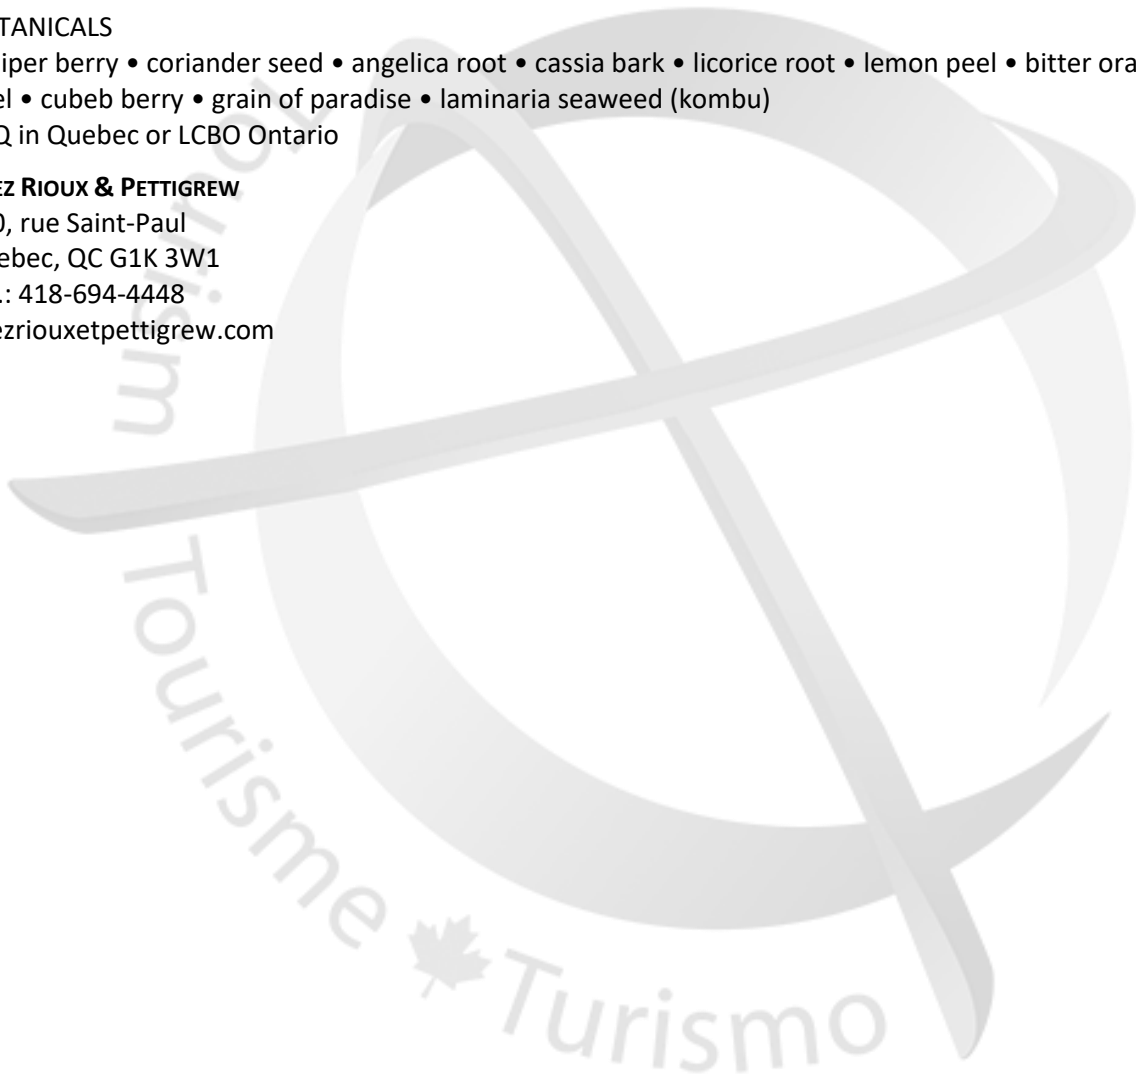 TANICALS
iper berry • coriander seed • angelica root • cassia bark • licorice root • lemon peel • bitter ora
el • cubeb berry • grain of paradise • laminaria seaweed (kombu)
Q in Quebec or LCBO Ontario
EZ RIOUX & PETTIGREW
0, rue Saint-Paul
ebec, QC G1K 3W1
.: 418-694-4448
ezriouxetpettigrew.com
Tourism
Tourisme
Turismo